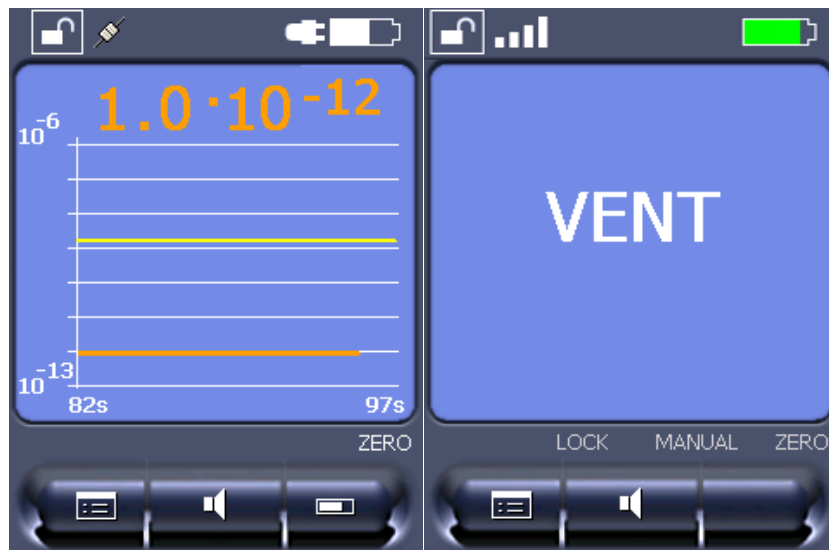 1.0·10-12
10-6
10-13
82s 97s
ZERO
VENT
LOCK MANUAL ZERO